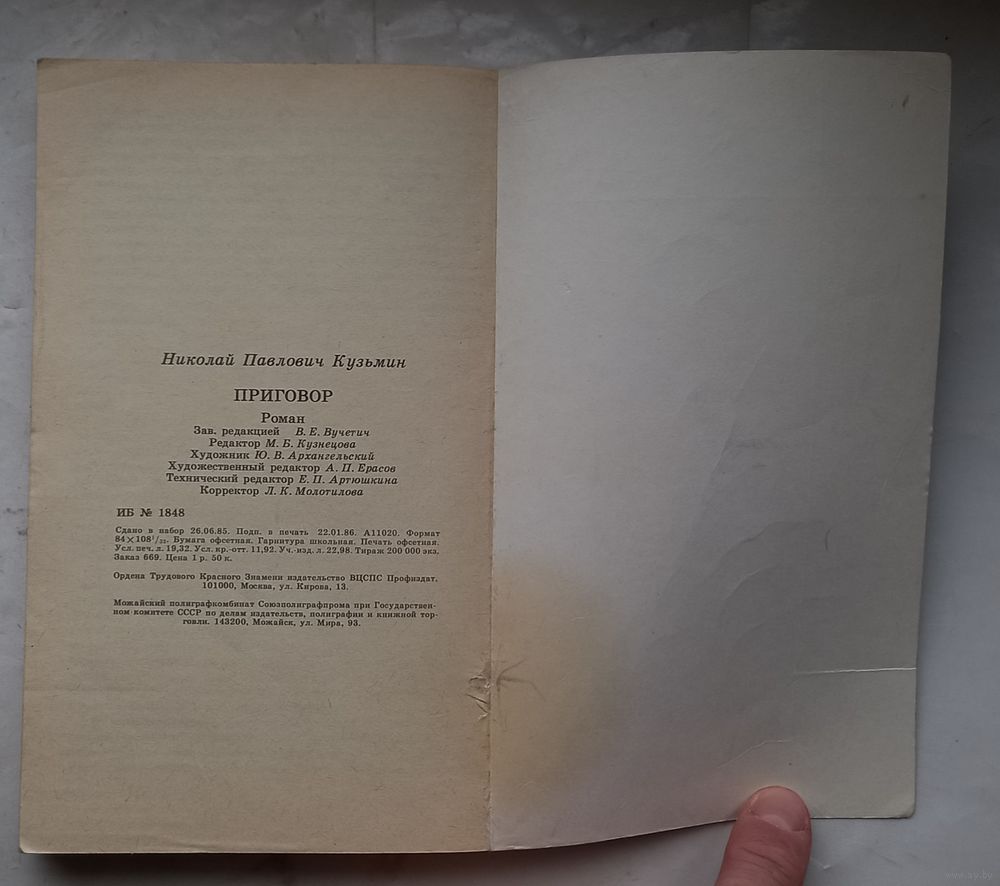 Николай Павлович Кузьмин
ПРИГОВОР
Роман
Зав. редакцией В. Е. Вучетич
Редактор М. Б. Кузнецова
Художник Ю. В. Архангельский
Художественный редактор А. П. Ерасов
Технический редактор Е. П. Артюшкина
Корректор Л. К. Молотилова
ИБ № 1848
Сдано в набор 26.06.85. Подп. в печать 22.01.86. А11020. Формат
84×108¹/₃₂. Бумага офсетная. Гарнитура школьная. Печать офсетная.
Усл. печ. л. 19,32. Усл. кр.-отт. 11,92. Уч.-изд. л. 22,98. Тираж 200 000 экз.
Заказ 669. Цена 1 р. 50 к.
Ордена Трудового Красного Знамени издательство ВЦСПС Профиздат.
101000, Москва, ул. Кирова, 13.
Можайский полиграфкомбинат Союзполиграфпрома при Государствен-
ном комитете СССР по делам издательств, полиграфии и книжной тор-
говли. 143200, Можайск, ул. Мира, 93.
www.ay.by